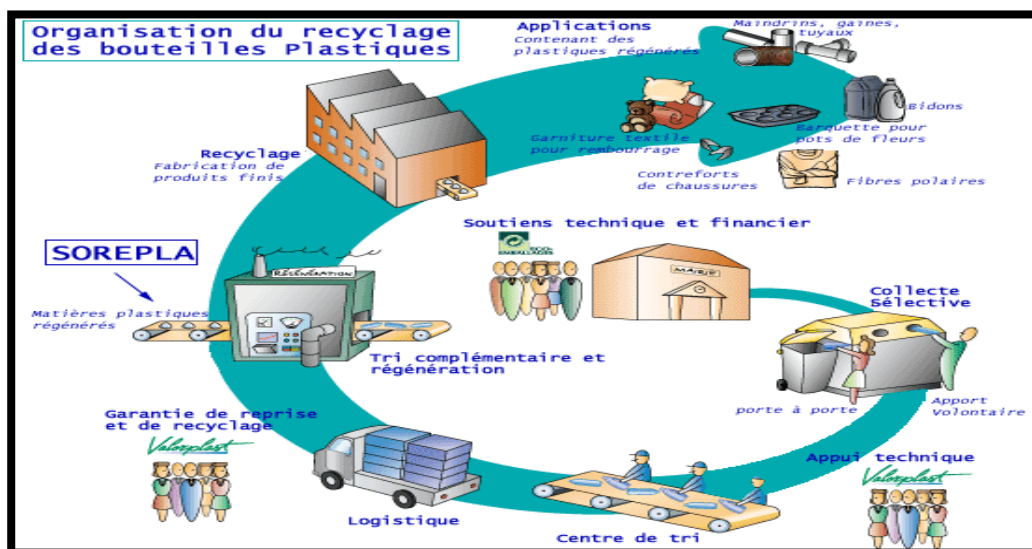 Organisation du recyclage
des bouteilles Plastiques
Applications
Contenant des
plastiques régénérés
Maindrins, gaines,
tuyaux
Bidons
Barquette pour
pots de fleurs
Garniture textile
pour rembourrage
Contreforts
de chaussures
Fibres polaires
Recyclage
Fabrication de
produits finis
Soutiens technique et financier
ECO-
EMBALLAGES
MAIRIE
SOREPLA
RÉGÉNÉRATION
Matières plastiques
régénérés
Tri complémentaire et
régénération
Collecte
Sélective
porte à porte
Apport
Volontaire
Garantie de reprise
et de recyclage
Valorplast
Logistique
Centre de tri
Appui technique
Valorplast